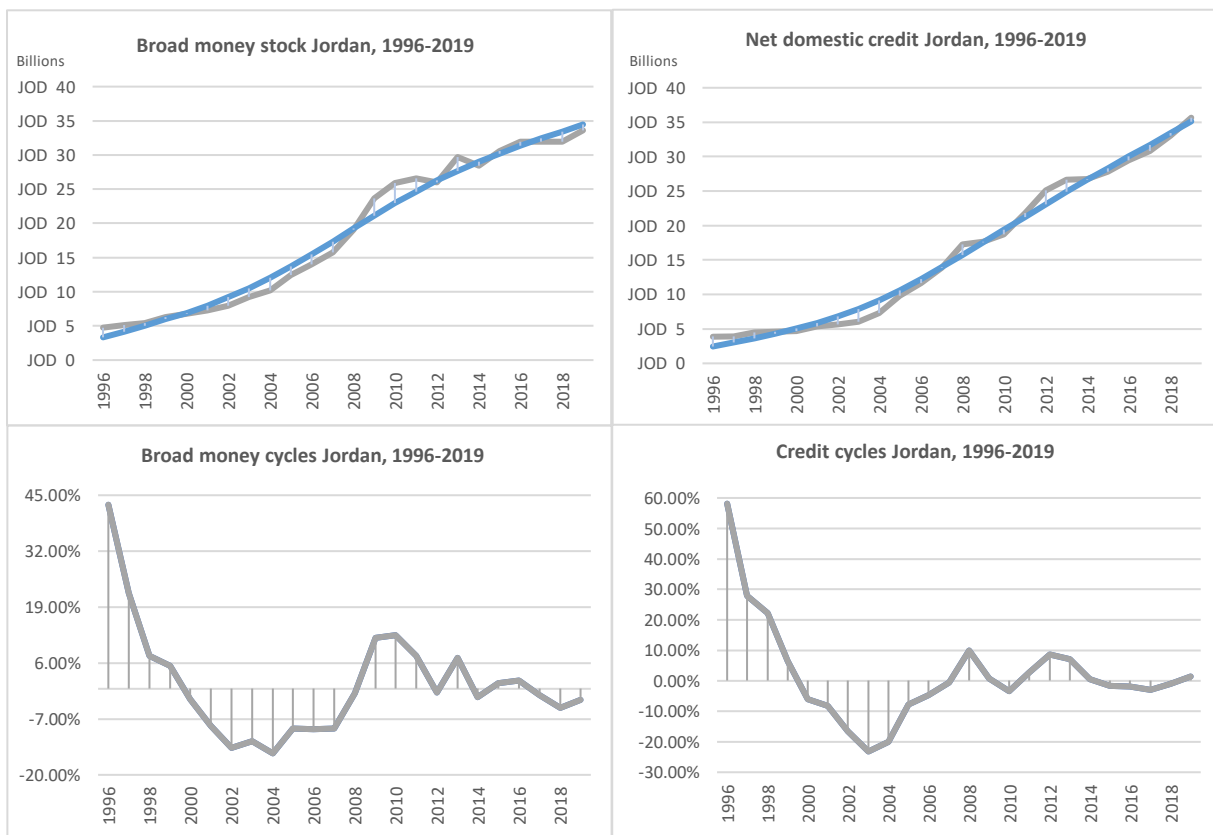 Broad money stock Jordan, 1996-2019
Billions
JOD 40
JOD 35
JOD 30
JOD 25
JOD 20
JOD 15
JOD 10
JOD 5
JOD 0
1996
1998
2000
2002
2004
2006
2008
2010
2012
2014
2016
2018
Net domestic credit Jordan, 1996-2019
Billions
JOD 40
JOD 35
JOD 30
JOD 25
JOD 20
JOD 15
JOD 10
JOD 5
JOD 0
1996
1998
2000
2002
2004
2006
2008
2010
2012
2014
2016
2018
Broad money cycles Jordan, 1996-2019
45.00%
32.00%
19.00%
6.00%
-7.00%
-20.00%
1996
1998
2000
2002
2004
2006
2008
2010
2012
2014
2016
2018
Credit cycles Jordan, 1996-2019
60.00%
50.00%
40.00%
30.00%
20.00%
10.00%
0.00%
-10.00%
-20.00%
-30.00%
1996
1998
2000
2002
2004
2006
2008
2010
2012
2014
2016
2018